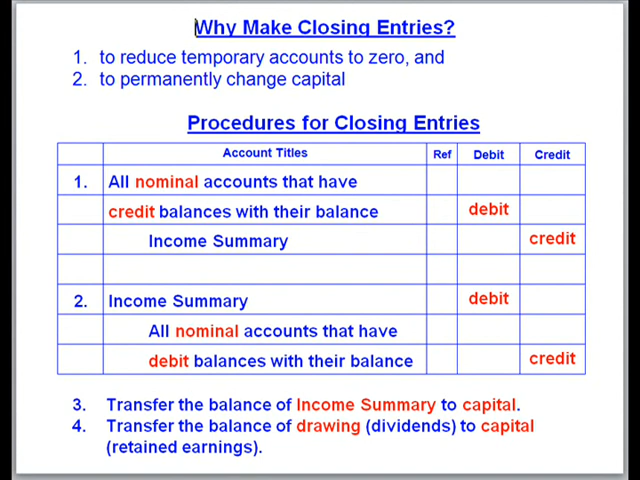 Why Make Closing Entries?
1. to reduce temporary accounts to zero, and
2. to permanently change capital
Procedures for Closing Entries
Account Titles Ref Debit Credit
1. All nominal accounts that have
credit balances with their balance debit
Income Summary credit
2. Income Summary debit
All nominal accounts that have
debit balances with their balance credit
3. Transfer the balance of Income Summary to capital.
4. Transfer the balance of drawing (dividends) to capital
(retained earnings).